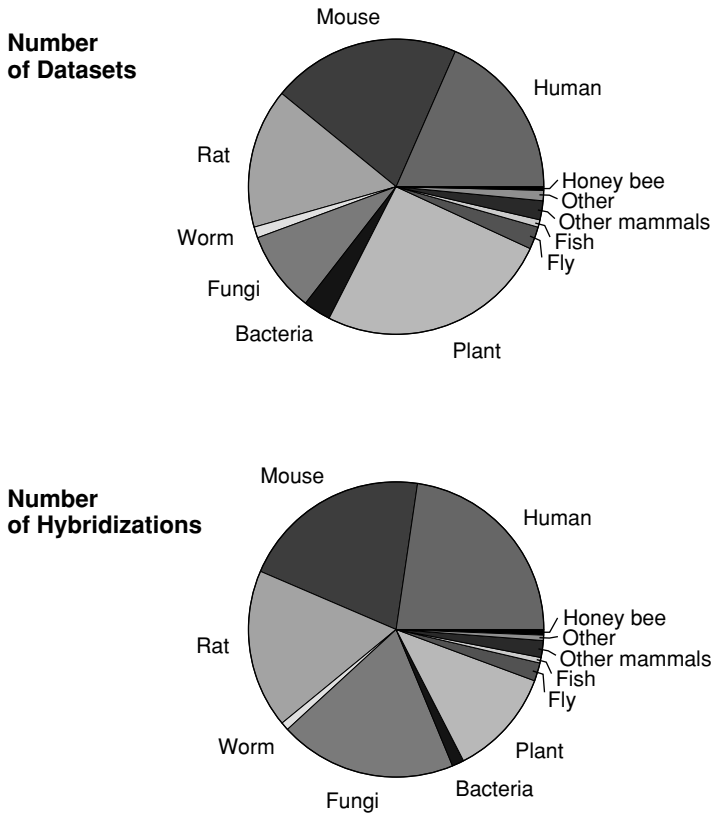 Mouse
Number
of Datasets
Human
Rat
Honey bee
Other
Other mammals
Worm
Fish
Fly
Fungi
Bacteria
Plant
Mouse
Number
of Hybridizations
Human
Honey bee
Other
Rat
Other mammals
Fish
Fly
Worm
Plant
Bacteria
Fungi